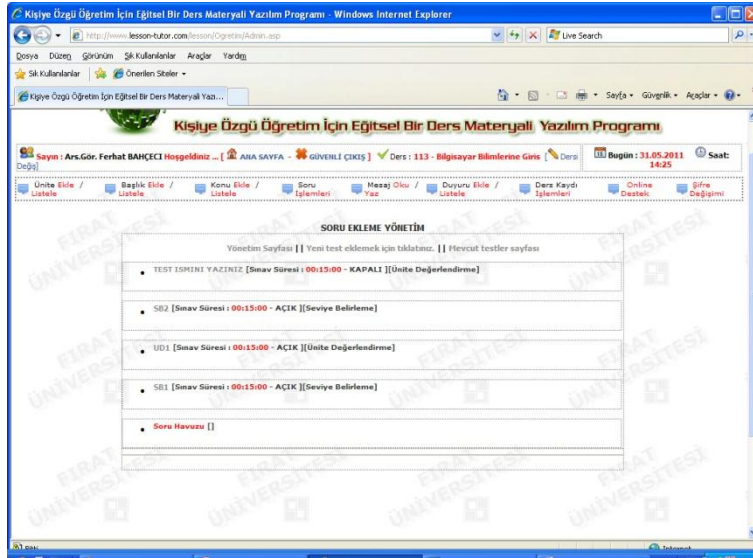 Kişiye Özgü Öğretim İçin Eğitsel Bir Ders Materyali Yazılım Programı - Windows Internet Explorer
http://www.lesson-tutor.com/lesson/Ogretim/Admin.asp
Live Search
Dosya Düzen Görünüm Sık Kullanılanlar Araçlar Yardım
Sık Kullanılanlar Önerilen Siteler
Kişiye Özgü Öğretim İçin Eğitsel Bir Ders Materyali Yazı...
Sayfa Güvenlik Araçlar
Kişiye Özgü Öğretim İçin Eğitsel Bir Ders Materyali Yazılım Programı
Sayın : Ars.Gör. Ferhat BAHÇECİ Hoşgeldiniz ... [ ANA SAYFA - GÜVENLİ ÇIKIŞ ] Ders : 113 - Bilgisayar Bilimlerine Giris [ Dersi Değiş]
Bugün : 31.05.2011 Saat: 14:25
Ünite Ekle / Listele
Başlık Ekle / Listele
Konu Ekle / Listele
Soru İşlemleri
Mesaj Oku / Yaz
Duyuru Ekle / Listele
Ders Kaydı İşlemleri
Online Destek
Şifre Değişimi
SORU EKLEME YÖNETİM
Yönetim Sayfası || Yeni test eklemek için tıklatınız. || Mevcut testler sayfası
TEST ISMINI YAZINIZ [Sınav Süresi : 00:15:00 - KAPALI ][Ünite Değerlendirme]
SB2 [Sınav Süresi : 00:15:00 - AÇIK ][Seviye Belirleme]
UD1 [Sınav Süresi : 00:15:00 - AÇIK ][Ünite Değerlendirme]
SB1 [Sınav Süresi : 00:15:00 - AÇIK ][Seviye Belirleme]
Soru Havuzu []
FIRAT ÜNİVERSİTESİ
Bitti
Internet